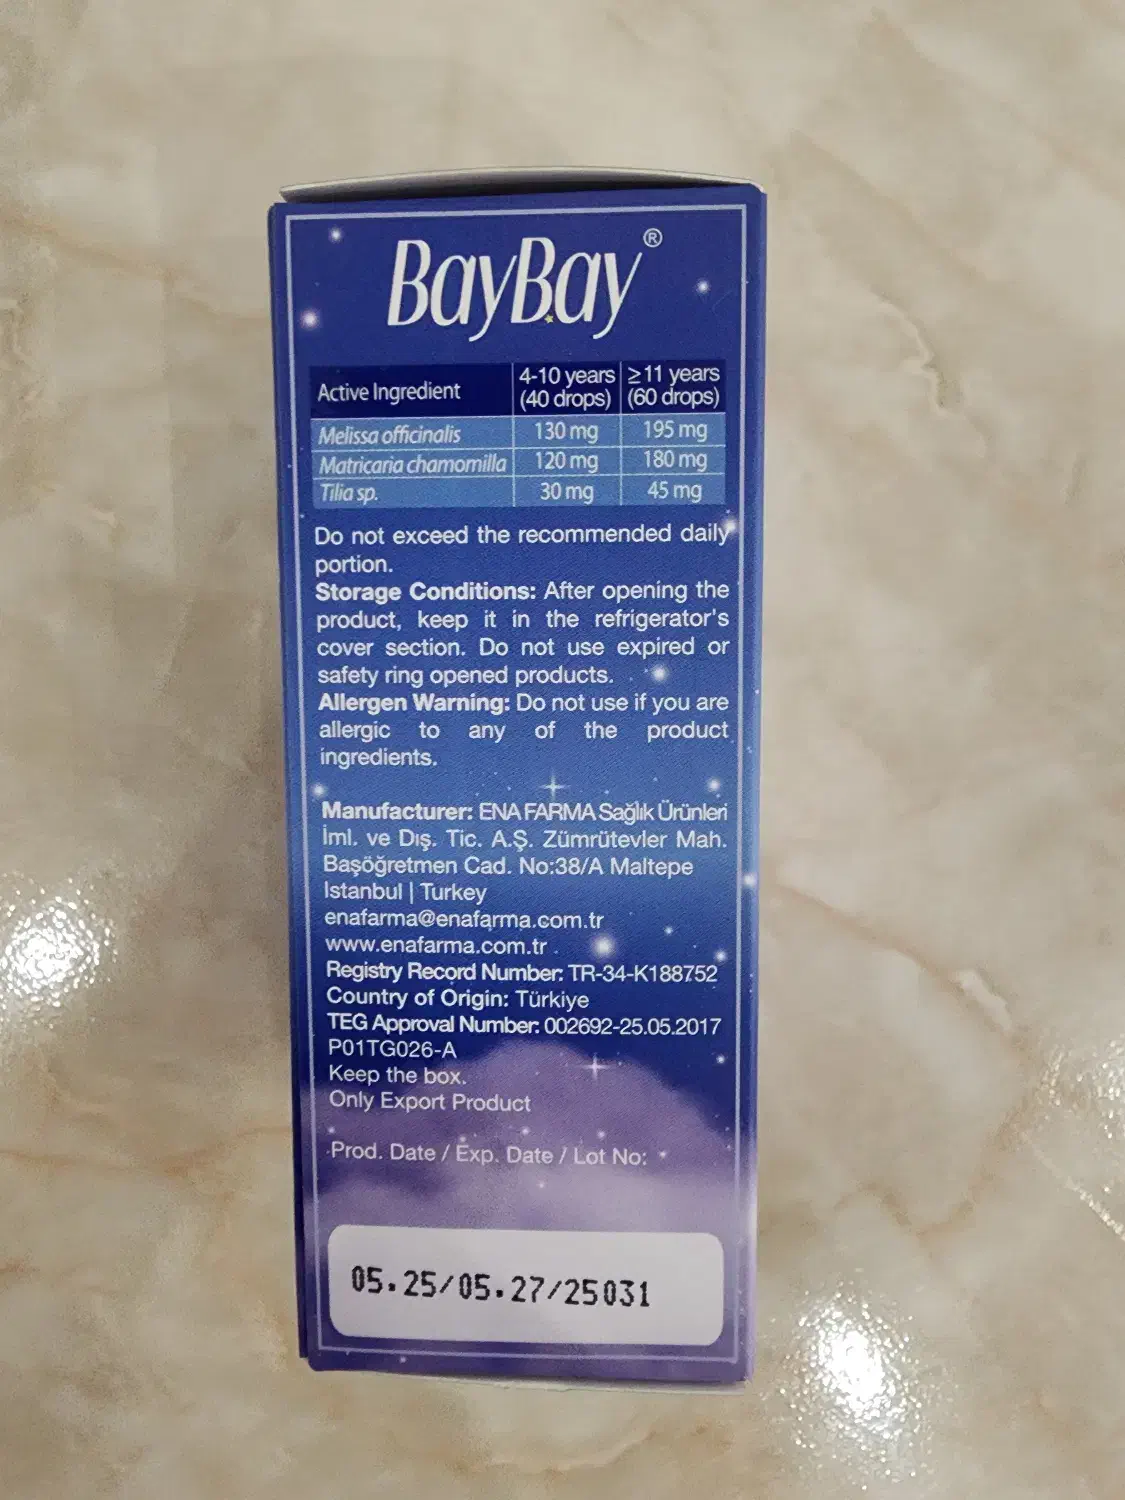 BayBay®
Active Ingredient 4-10 years (40 drops) ≥11 years (60 drops)
Melissa officinalis 130 mg 195 mg
Matricaria chamomilla 120 mg 180 mg
Tilia sp. 30 mg 45 mg
Do not exceed the recommended daily
portion.
Storage Conditions: After opening the
product, keep it in the refrigerator's
cover section. Do not use expired or
safety ring opened products.
Allergen Warning: Do not use if you are
allergic to any of the product
ingredients.
Manufacturer: ENA FARMA Sağlık Ürünleri
İml. ve Dış. Tic. A.Ş. Zümrütevler Mah.
Başöğretmen Cad. No:38/A Maltepe
Istanbul | Turkey
enafarma@enafarma.com.tr
www.enafarma.com.tr
Registry Record Number: TR-34-K188752
Country of Origin: Türkiye
TEG Approval Number: 002692-25.05.2017
P01TG026-A
Keep the box.
Only Export Product
Prod. Date / Exp. Date / Lot No:
05.25/05.27/25031